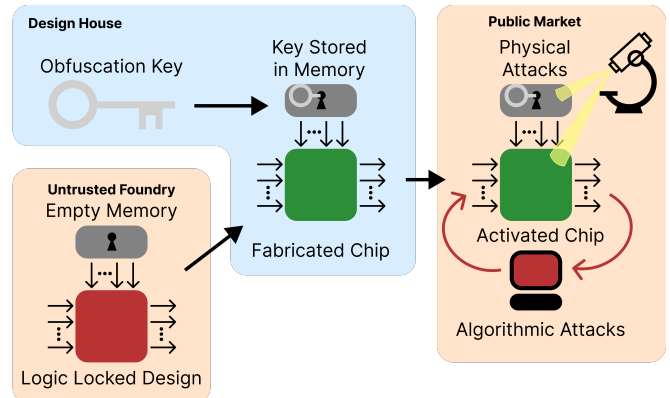 Design House
Obfuscation Key
Key Stored
in Memory
Fabricated Chip
Untrusted Foundry
Empty Memory
Logic Locked Design
Public Market
Physical
Attacks
Activated Chip
Algorithmic Attacks